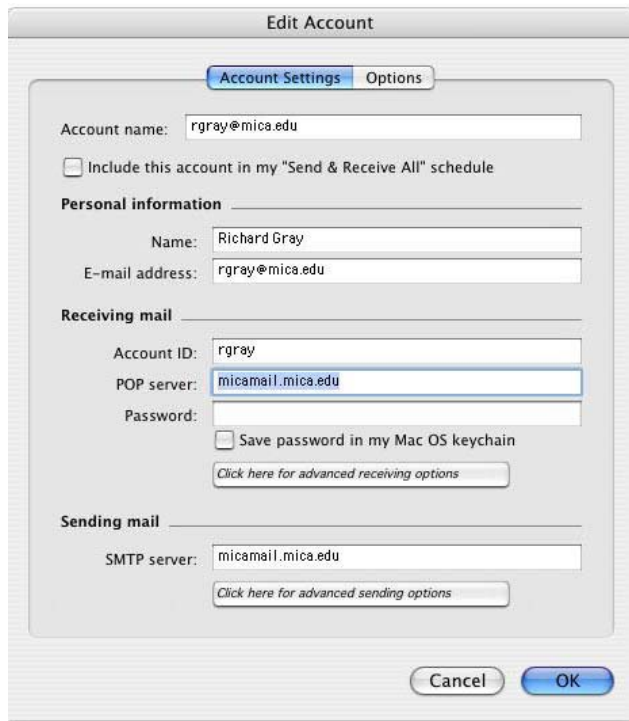 Edit Account
Account Settings Options
Account name: rgray@mica.edu
Include this account in my "Send & Receive All" schedule
Personal information
Name: Richard Gray
E-mail address: rgray@mica.edu
Receiving mail
Account ID: rgray
POP server: micamail.mica.edu
Password:
Save password in my Mac OS keychain
Click here for advanced receiving options
Sending mail
SMTP server: micamail.mica.edu
Click here for advanced sending options
Cancel OK